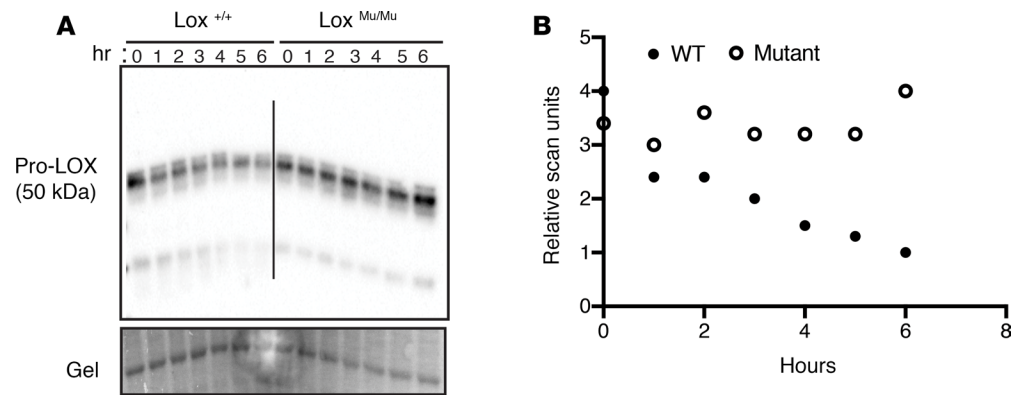 A
Lox +/+ Lox Mu/Mu
hr : 0 1 2 3 4 5 6 0 1 2 3 4 5 6
Pro-LOX
(50 kDa)
Gel
B
WT Mutant
Relative scan units
5
4
3
2
1
0
0 2 4 6 8
Hours